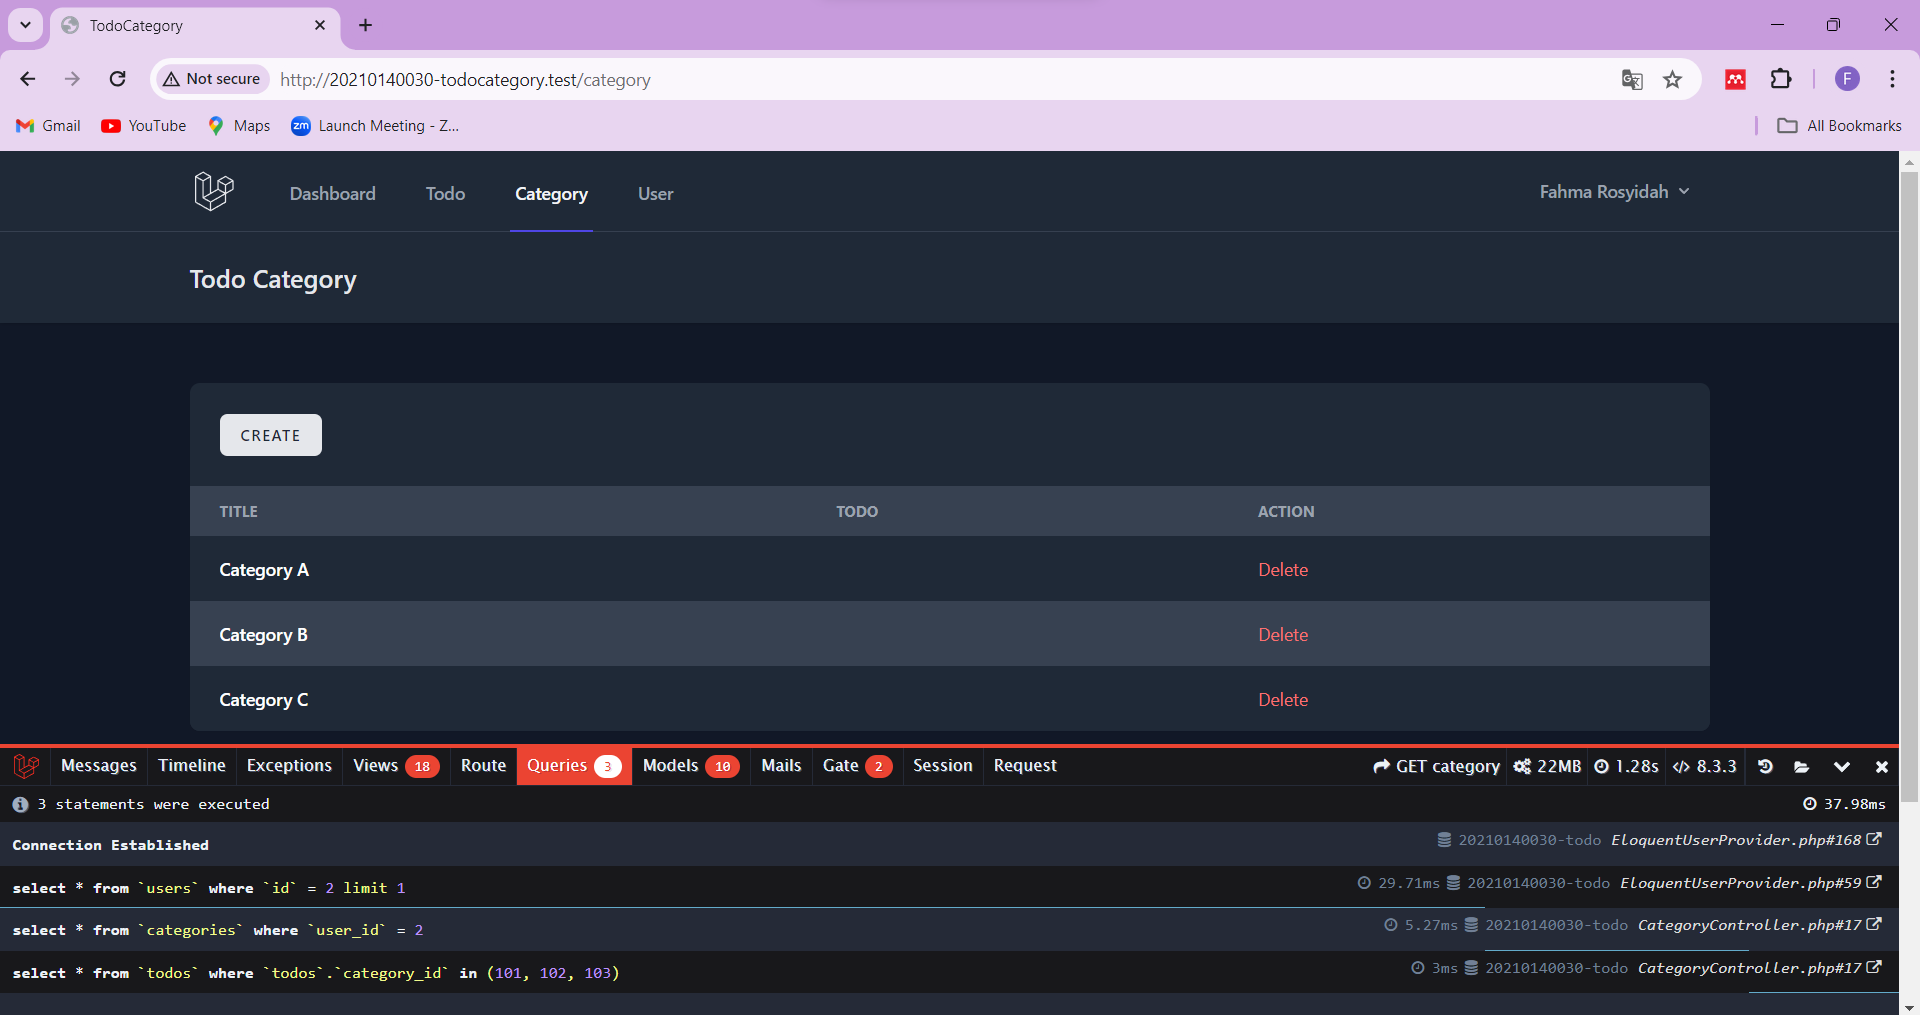 TodoCategory
Not secure
http://20210140030-todocategory.test/category
F
Gmail
YouTube
Maps
zm Launch Meeting - Z...
All Bookmarks
Dashboard Todo Category User
Fahma Rosyidah
Todo Category
CREATE
TITLE TODO ACTION
Category A Delete
Category B Delete
Category C Delete
Messages Timeline Exceptions Views 18 Route Queries 3 Models 10 Mails Gate 2 Session Request GET category 22MB 1.28s 8.3.3
3 statements were executed 37.98ms
Connection Established 20210140030-todo EloquentUserProvider.php#168
select * from `users` where `id` = 2 limit 1 29.71ms 20210140030-todo EloquentUserProvider.php#59
select * from `categories` where `user_id` = 2 5.27ms 20210140030-todo CategoryController.php#17
select * from `todos` where `todos`.`category_id` in (101, 102, 103) 3ms 20210140030-todo CategoryController.php#17